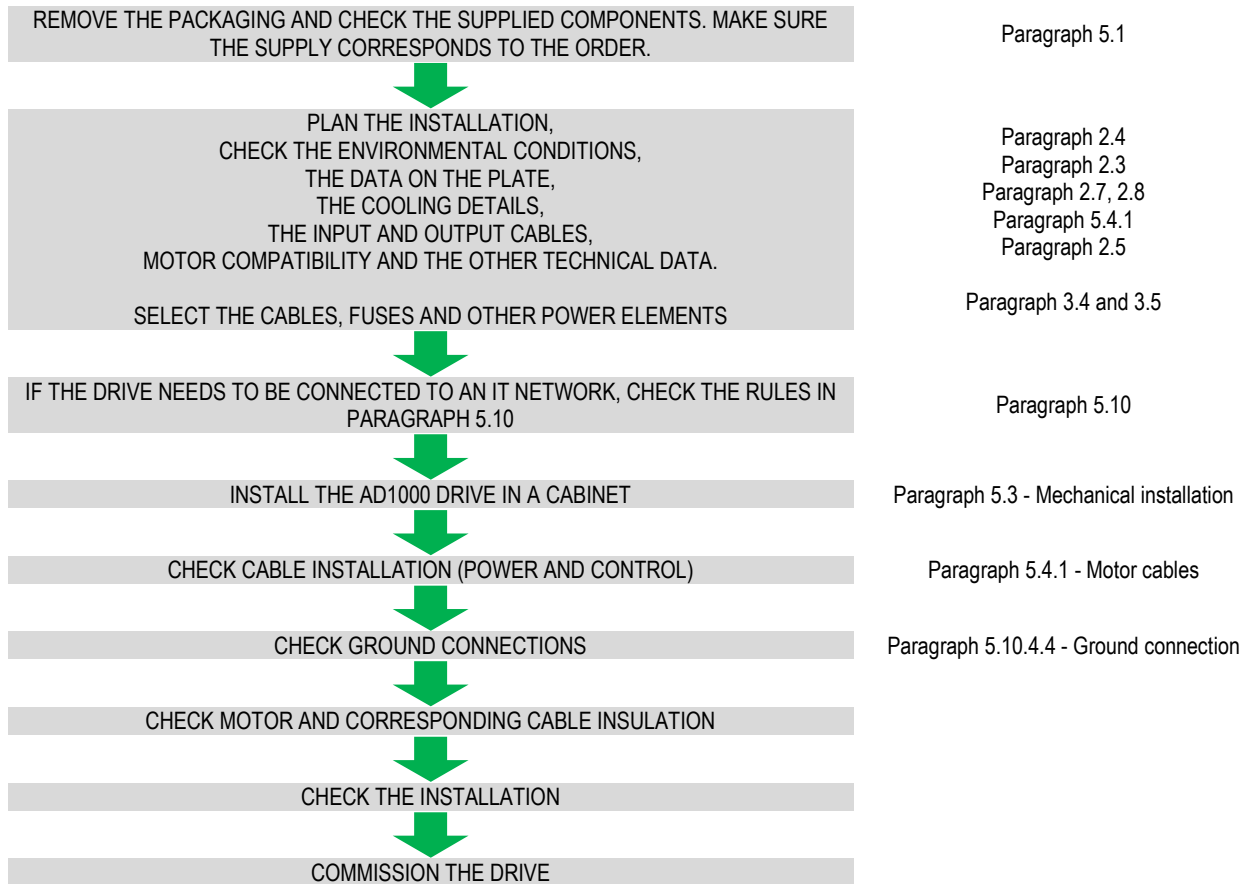 REMOVE THE PACKAGING AND CHECK THE SUPPLIED COMPONENTS. MAKE SURE
THE SUPPLY CORRESPONDS TO THE ORDER.
Paragraph 5.1
PLAN THE INSTALLATION,
CHECK THE ENVIRONMENTAL CONDITIONS,
THE DATA ON THE PLATE,
THE COOLING DETAILS,
THE INPUT AND OUTPUT CABLES,
MOTOR COMPATIBILITY AND THE OTHER TECHNICAL DATA.
SELECT THE CABLES, FUSES AND OTHER POWER ELEMENTS
Paragraph 2.4
Paragraph 2.3
Paragraph 2.7, 2.8
Paragraph 5.4.1
Paragraph 2.5
Paragraph 3.4 and 3.5
IF THE DRIVE NEEDS TO BE CONNECTED TO AN IT NETWORK, CHECK THE RULES IN
PARAGRAPH 5.10
Paragraph 5.10
INSTALL THE AD1000 DRIVE IN A CABINET
Paragraph 5.3 - Mechanical installation
CHECK CABLE INSTALLATION (POWER AND CONTROL)
Paragraph 5.4.1 - Motor cables
CHECK GROUND CONNECTIONS
Paragraph 5.10.4.4 - Ground connection
CHECK MOTOR AND CORRESPONDING CABLE INSULATION
CHECK THE INSTALLATION
COMMISSION THE DRIVE